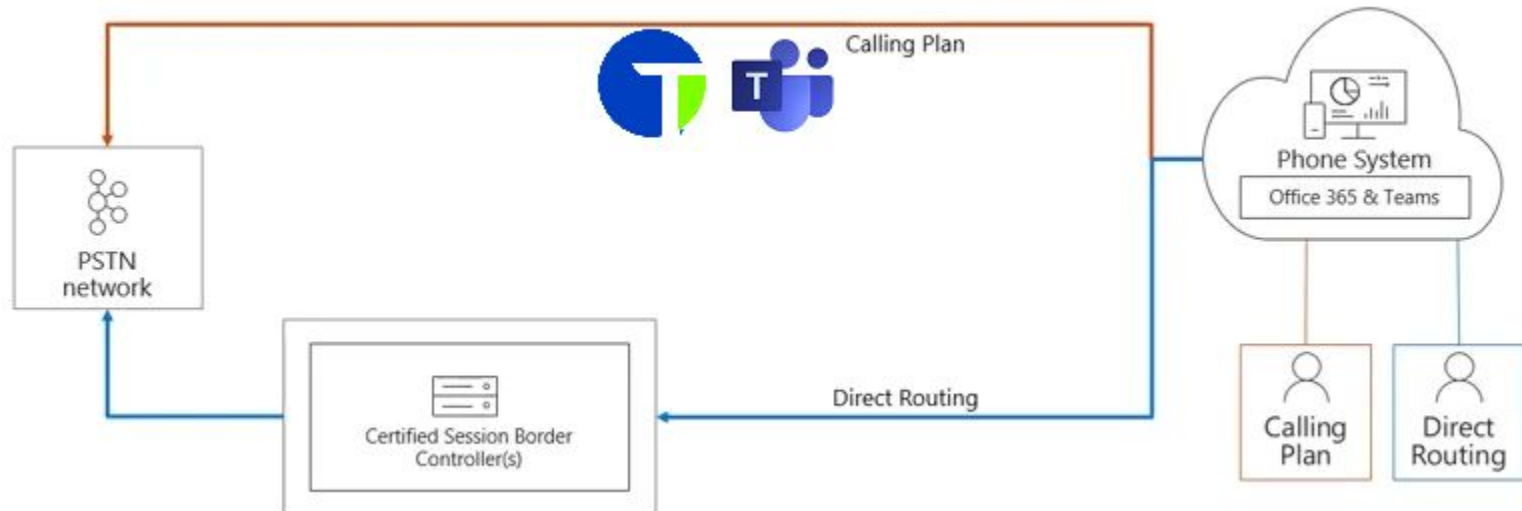 Calling Plan
T
T
Phone System
Office 365 & Teams
PSTN
network
Certified Session Border
Controller(s)
Direct Routing
Calling
Plan
Direct
Routing